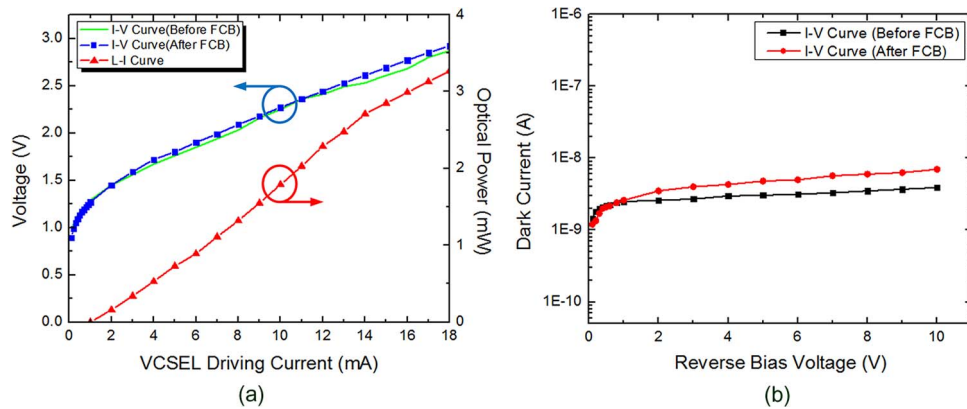 I-V Curve(Before FCB)
I-V Curve(After FCB)
L-I Curve
Voltage (V)
3.0
2.5
2.0
1.5
1.0
0.5
0.0
4
3
2
1
0
Optical Power (mW)
0 2 4 6 8 10 12 14 16 18
VCSEL Driving Current (mA)
(a)
I-V Curve (Before FCB)
I-V Curve (After FCB)
Dark Current (A)
1E-6
1E-7
1E-8
1E-9
1E-10
0 2 4 6 8 10
Reverse Bias Voltage (V)
(b)